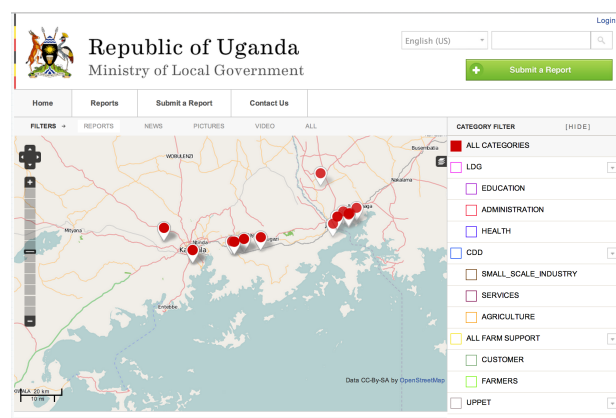 Login
English (US)
Republic of Uganda
Ministry of Local Government
Submit a Report
Home Reports Submit a Report Contact Us
FILTERS → REPORTS NEWS PICTURES VIDEO ALL
CATEGORY FILTER [HIDE]
ALL CATEGORIES
LDG
EDUCATION
ADMINISTRATION
HEALTH
CDD
SMALL_SCALE_INDUSTRY
SERVICES
AGRICULTURE
ALL FARM SUPPORT
CUSTOMER
FARMERS
UPPET
Busembatia
WOBULENZI
Nakalama
Mityana
Entebbe
Data CC-By-SA by OpenStreetMap
20 km
10 mi